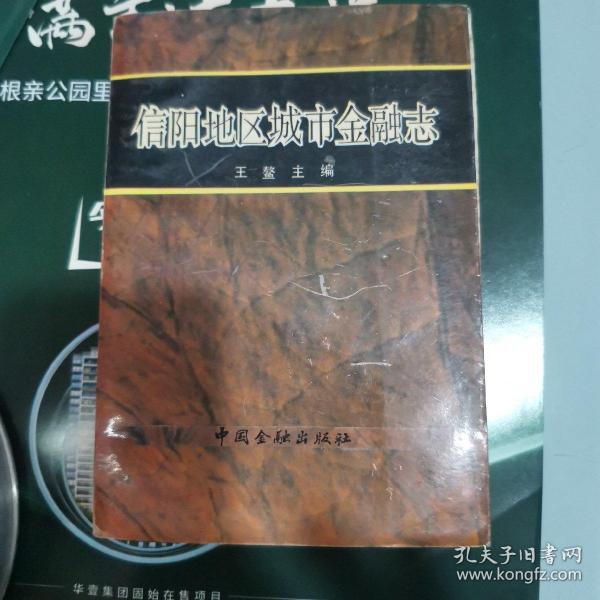 满
根亲公园里
信阳地区城市金融志
王鳌主编
中国金融出版社
华壹集团固始在售项目
孔夫子旧书网
www.kongfz.com